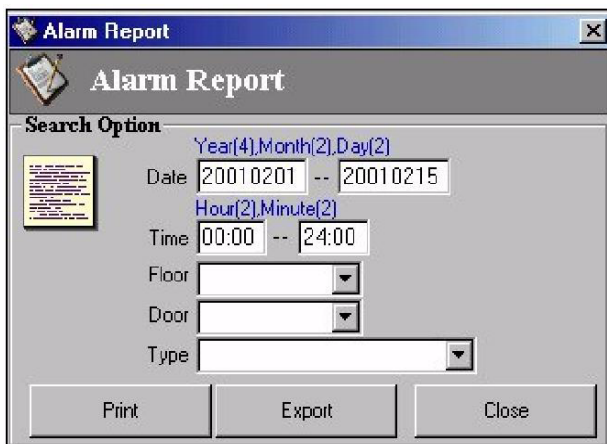 Alarm Report
Alarm Report
Search Option
Year(4),Month(2),Day(2)
Date 20010201 -- 20010215
Hour(2),Minute(2)
Time 00:00 -- 24:00
Floor
Door
Type
Print Export Close